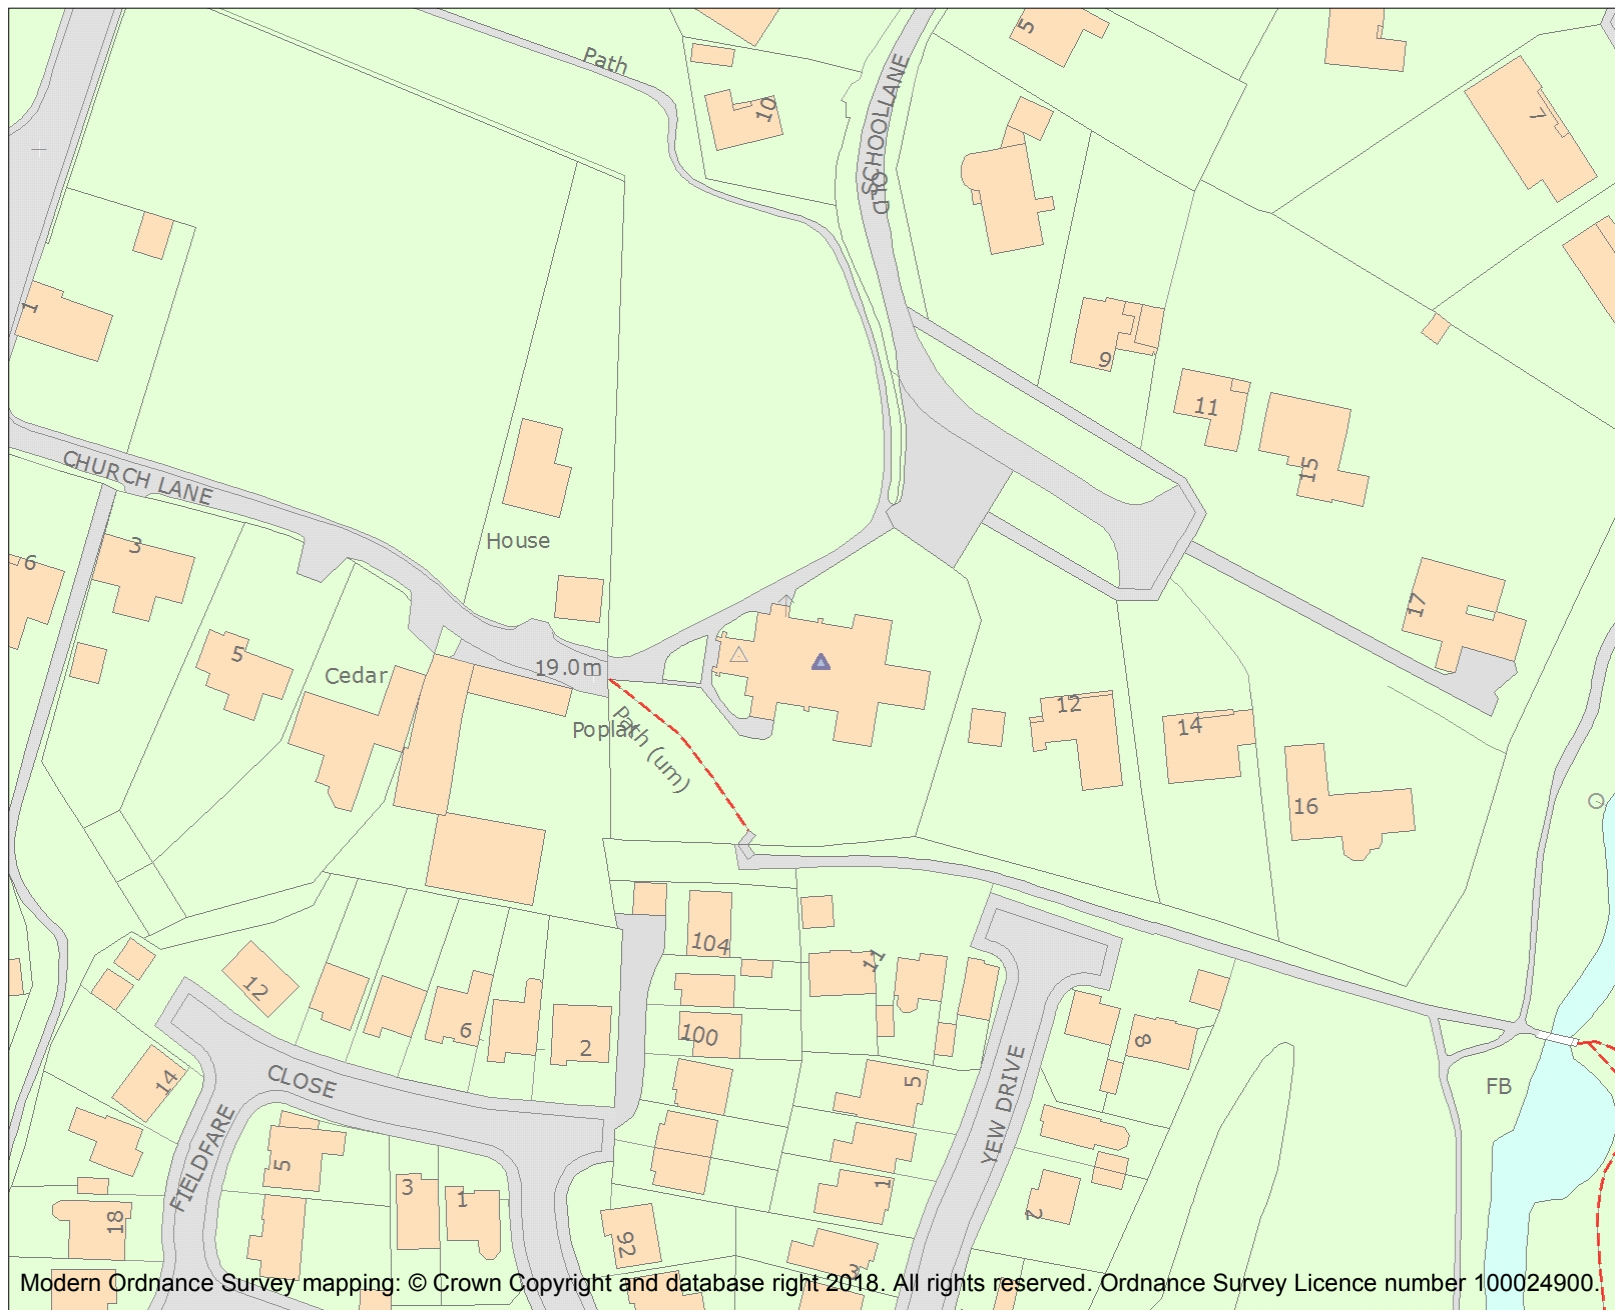 Path
10
SCHOOL LANE
OLD
5
7
1
9
11
15
CHURCH LANE
House
6
3
17
5
Cedar
19.0m
Poplar
Path (um)
12
14
16
104
11
12
6
2
100
8
FB
CLOSE
14
5
YEW DRIVE
FIELDFARE
5
3
1
1
18
2
92
3
Modern Ordnance Survey mapping: © Crown Copyright and database right 2018. All rights reserved. Ordnance Survey Licence number 100024900.